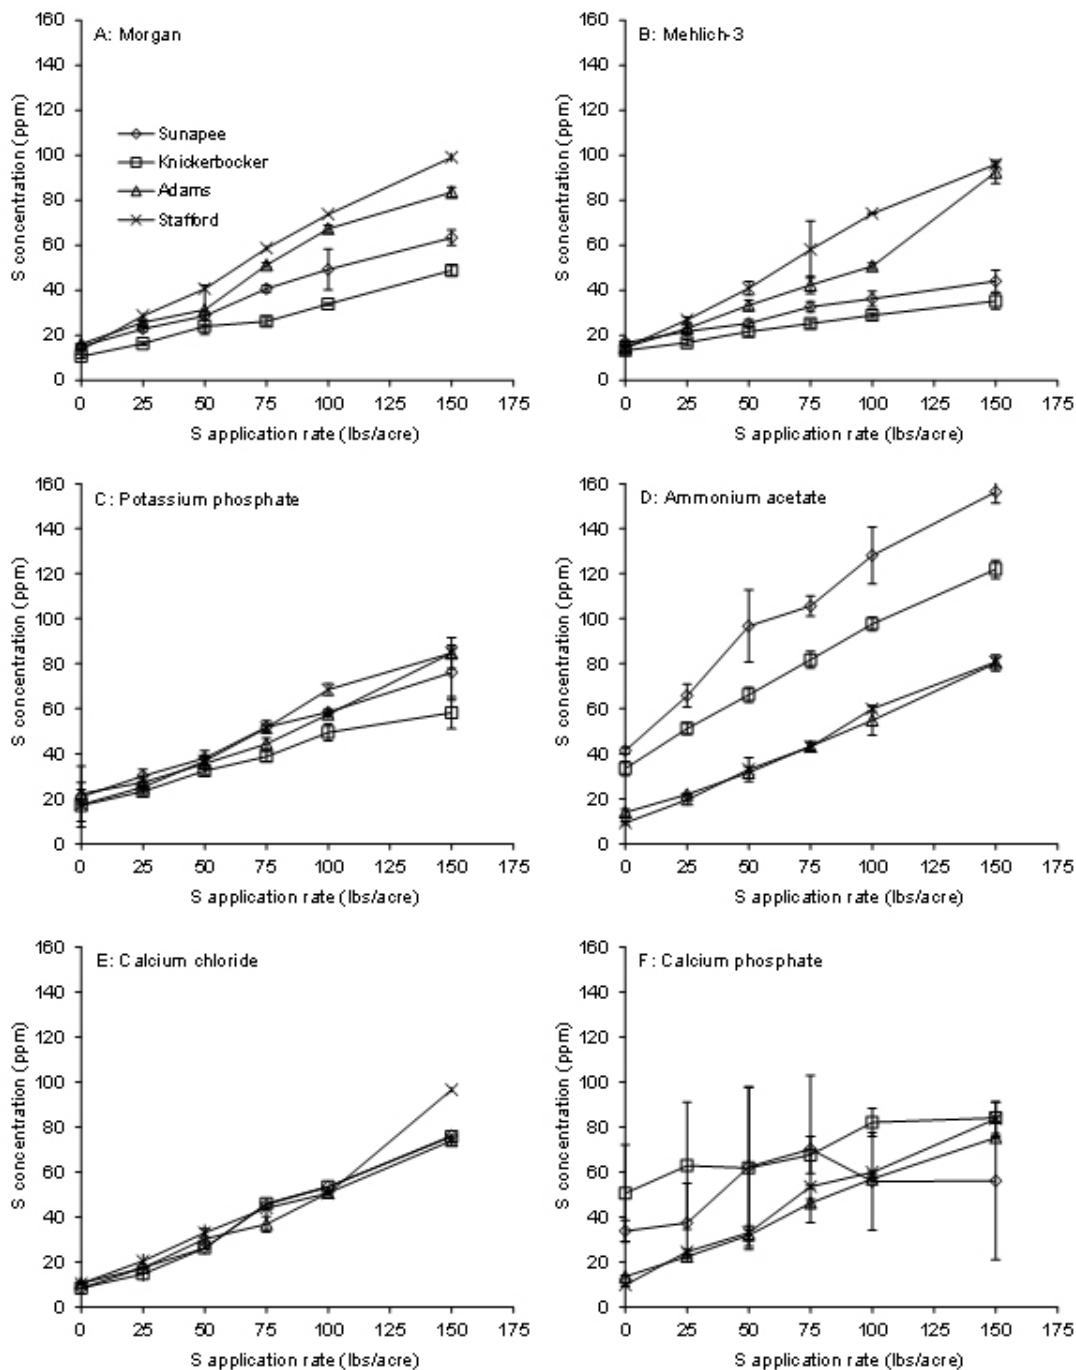 A: Morgan
160
140
120
100
80
60
40
20
0
S concentration (ppm)
Sunapee
Knickerbocker
Adams
Stafford
0 25 50 75 100 125 150 175
S application rate (lbs/acre)
B: Mehlich-3
160
140
120
100
80
60
40
20
0
S concentration (ppm)
0 25 50 75 100 125 150 175
S application rate (lbs/acre)
C: Potassium phosphate
160
140
120
100
80
60
40
20
0
S concentration (ppm)
0 25 50 75 100 125 150 175
S application rate (lbs/acre)
D: Ammonium acetate
160
140
120
100
80
60
40
20
0
S concentration (ppm)
0 25 50 75 100 125 150 175
S application rate (lbs/acre)
E: Calcium chloride
160
140
120
100
80
60
40
20
0
S concentration (ppm)
0 25 50 75 100 125 150 175
S application rate (lbs/acre)
F: Calcium phosphate
160
140
120
100
80
60
40
20
0
S concentration (ppm)
0 25 50 75 100 125 150 175
S application rate (lbs/acre)